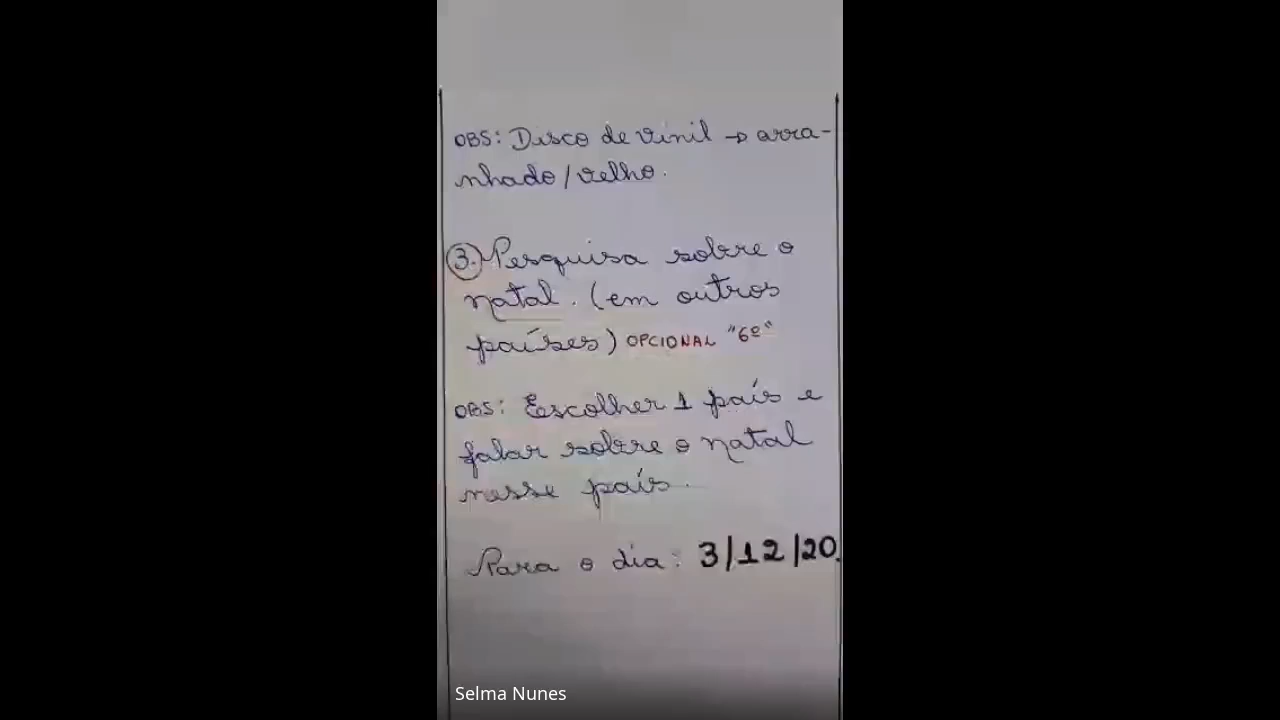 OBS: Disco de vinil → arra-
nhado/velho.
3. Pesquisa sobre o
natal. (em outros
países) OPCIONAL "6º"
OBS: Escolher 1 país e
falar sobre o natal
nesse país.
Para o dia: 3/12/20.
Selma Nunes